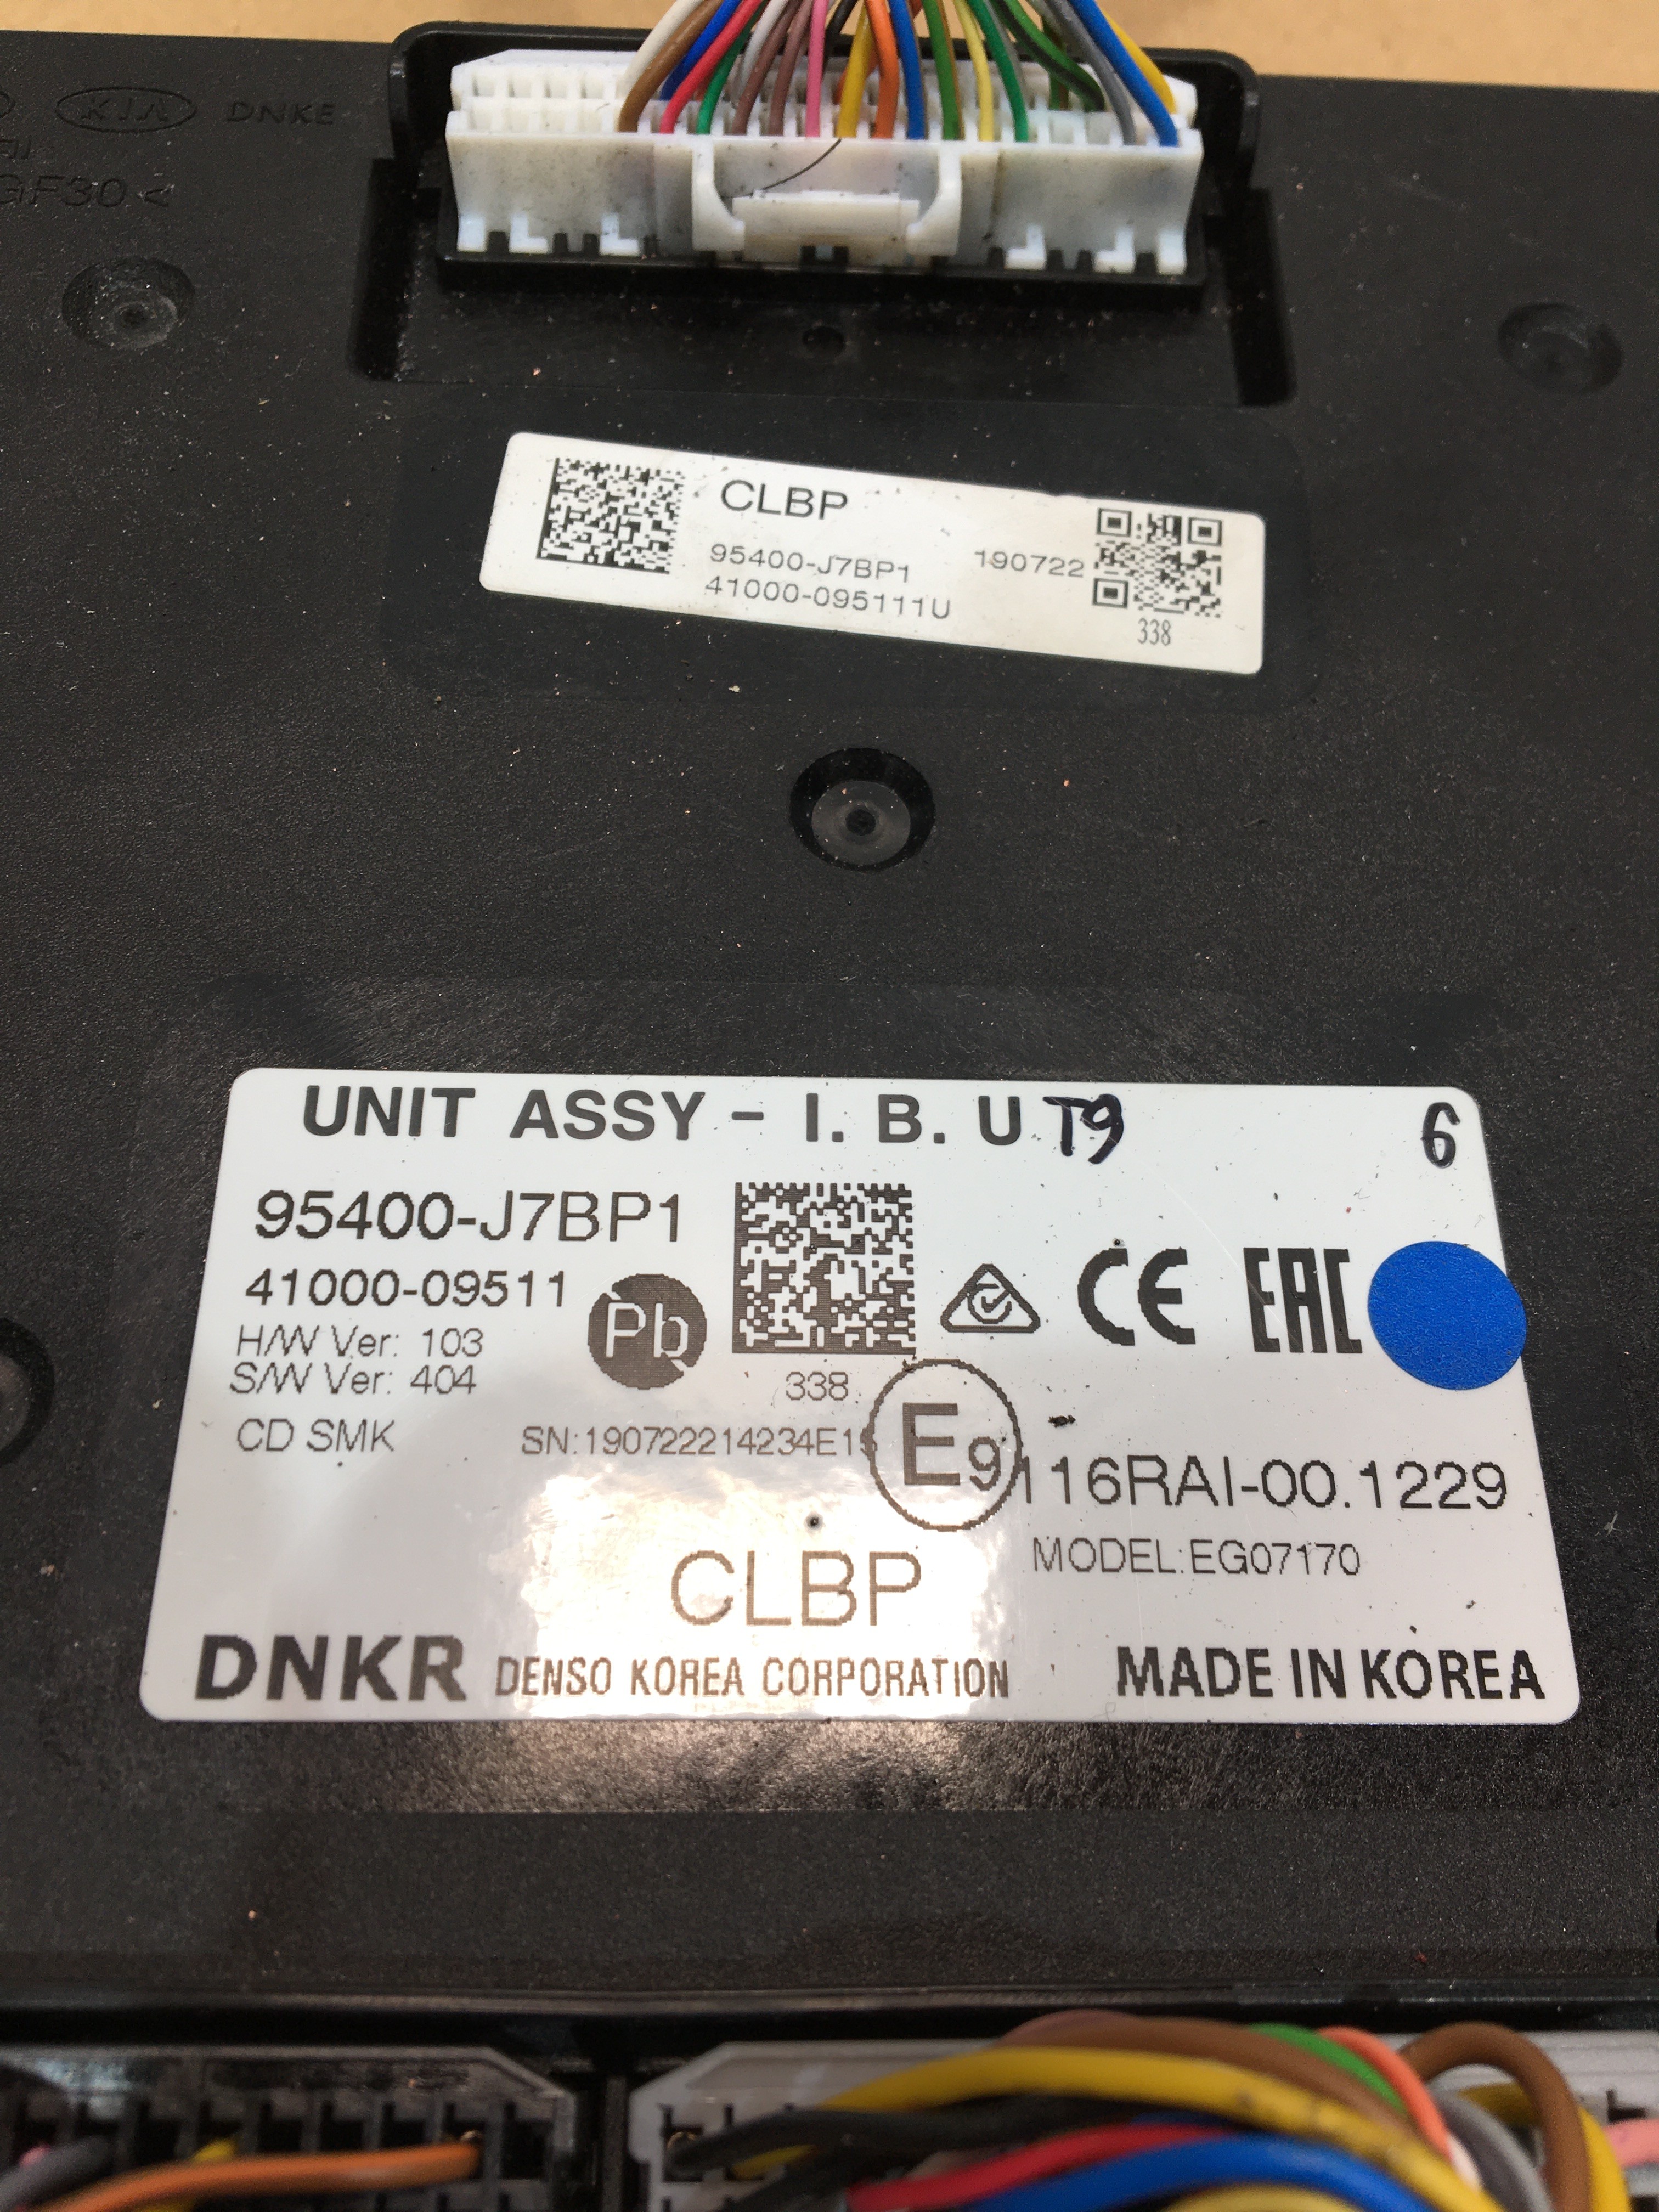 KIA DNKE
GF30<
CLBP
95400-J7BP1 190722
41000-095111U
338
UNIT ASSY - I. B. U T9 6
95400-J7BP1
41000-09511 Pb
CE EAC
H/W Ver: 103
S/W Ver: 404
338
CD SMK SN:190722214234E1
E9 116RAI-00.1229
MODEL:EG07170
CLBP
DNKR DENSO KOREA CORPORATION MADE IN KOREA